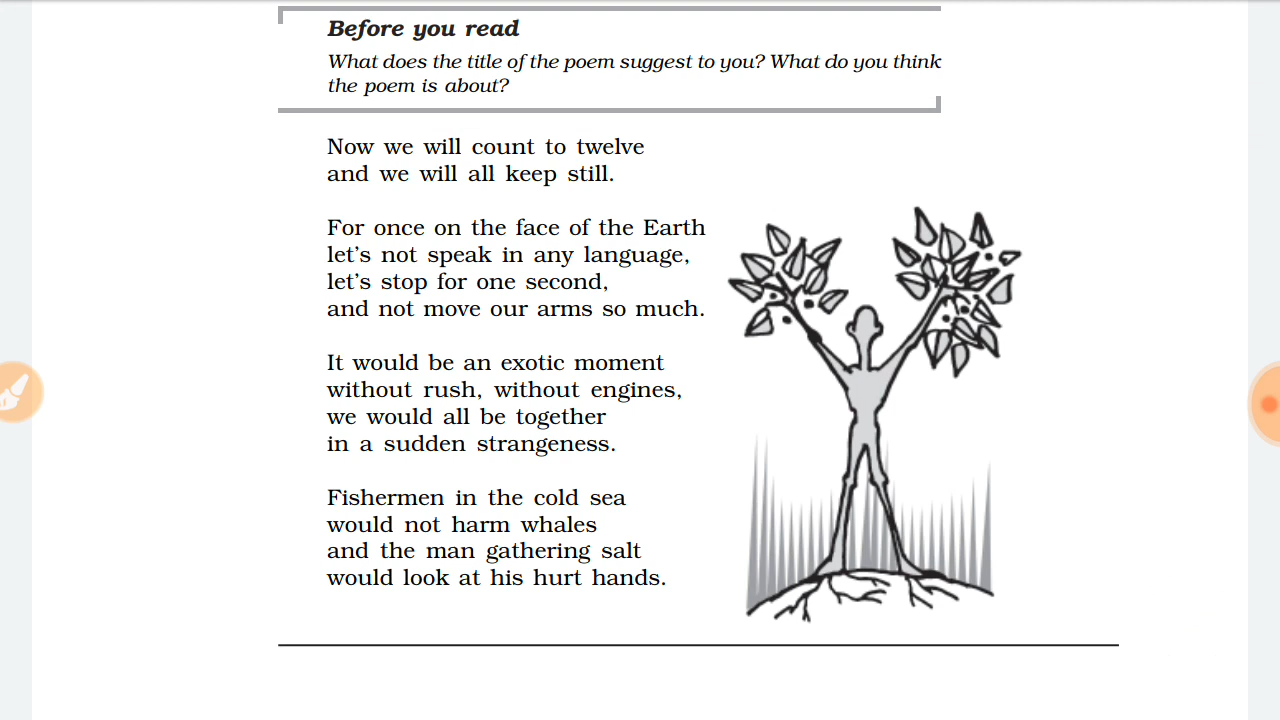 Before you read
What does the title of the poem suggest to you? What do you think
the poem is about?
Now we will count to twelve
and we will all keep still.
For once on the face of the Earth
let's not speak in any language,
let's stop for one second,
and not move our arms so much.
It would be an exotic moment
without rush, without engines,
we would all be together
in a sudden strangeness.
Fishermen in the cold sea
would not harm whales
and the man gathering salt
would look at his hurt hands.